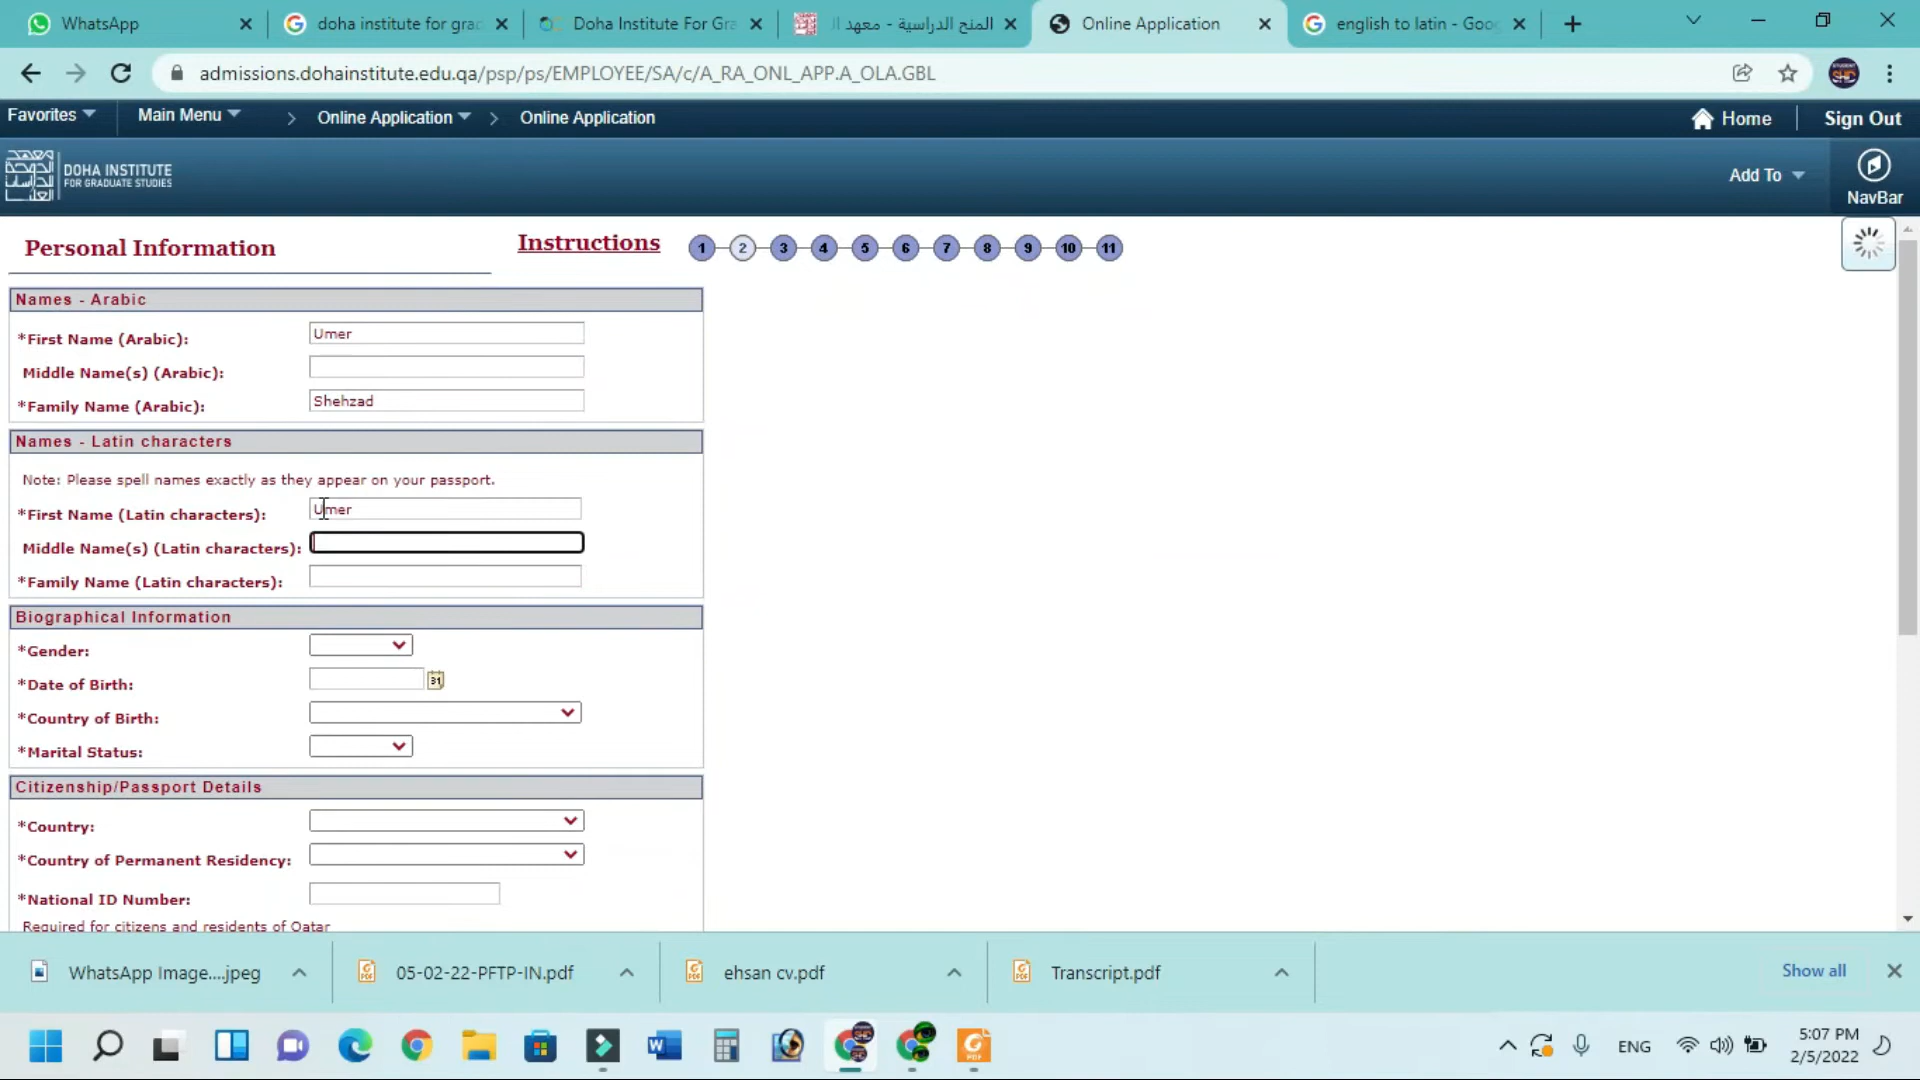 WhatsApp
doha institute for grac
Doha Institute For Gra
المنح الدراسية - معهد ال
Online Application
english to latin - Goog
admissions.dohainstitute.edu.qa/psp/ps/EMPLOYEE/SA/c/A_RA_ONL_APP.A_OLA.GBL
Favorites Main Menu > Online Application > Online Application Home Sign Out
DOHA INSTITUTE
FOR GRADUATE STUDIES
Add To
NavBar
Personal Information
Instructions
1 2 3 4 5 6 7 8 9 10 11
Names - Arabic
*First Name (Arabic): Umer
Middle Name(s) (Arabic):
*Family Name (Arabic): Shehzad
Names - Latin characters
Note: Please spell names exactly as they appear on your passport.
*First Name (Latin characters): Umer
Middle Name(s) (Latin characters):
*Family Name (Latin characters):
Biographical Information
*Gender:
*Date of Birth: 31
*Country of Birth:
*Marital Status:
Citizenship/Passport Details
*Country:
*Country of Permanent Residency:
*National ID Number:
Required for citizens and residents of Qatar
WhatsApp Image....jpeg
05-02-22-PFTP-IN.pdf
ehsan cv.pdf
Transcript.pdf
Show all
ENG
5:07 PM
2/5/2022